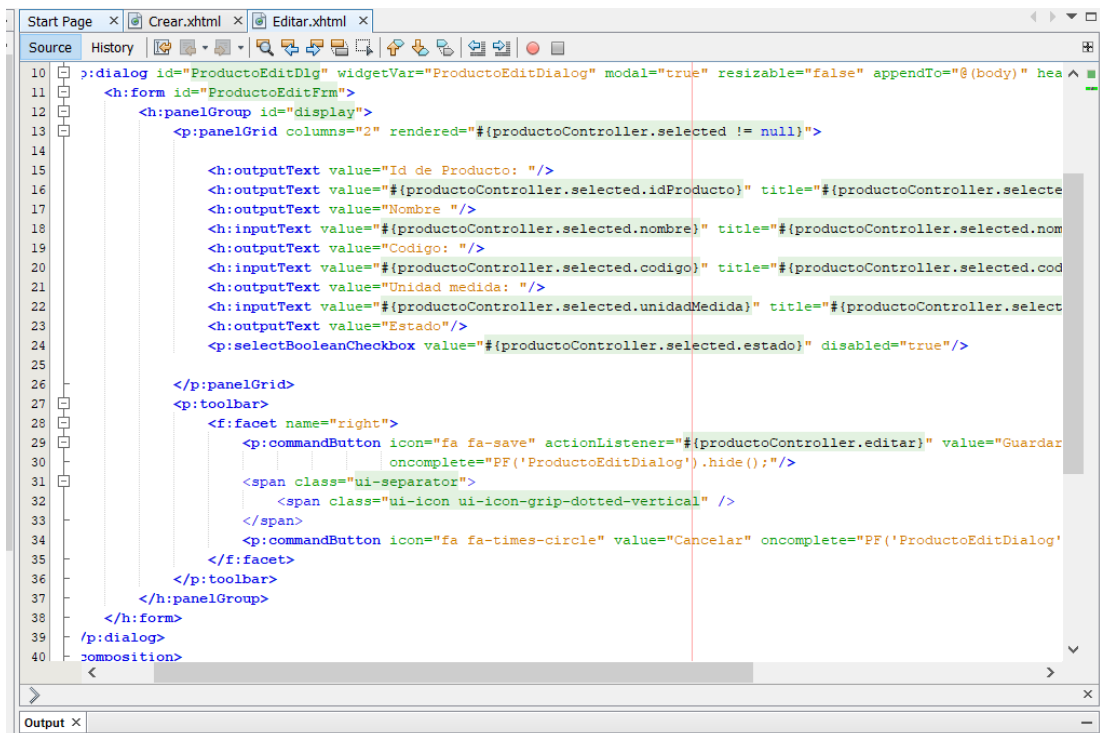 Start Page Crear.xhtml Editar.xhtml
Source History
10 p:dialog id="ProductoEditDlg" widgetVar="ProductoEditDialog" modal="true" resizable="false" appendTo="@(body)" hea
11 <h:form id="ProductoEditFrm">
12 <h:panelGroup id="display">
13 <p:panelGrid columns="2" rendered="#{productoController.selected != null}">
14
15 <h:outputText value="Id de Producto: "/>
16 <h:outputText value="#{productoController.selected.idProducto}" title="#{productoController.selecte
17 <h:outputText value="Nombre "/>
18 <h:inputText value="#{productoController.selected.nombre}" title="#{productoController.selected.nom
19 <h:outputText value="Codigo: "/>
20 <h:inputText value="#{productoController.selected.codigo}" title="#{productoController.selected.cod
21 <h:outputText value="Unidad medida: "/>
22 <h:inputText value="#{productoController.selected.unidadMedida}" title="#{productoController.select
23 <h:outputText value="Estado"/>
24 <p:selectBooleanCheckbox value="#{productoController.selected.estado}" disabled="true"/>
25
26 </p:panelGrid>
27 <p:toolbar>
28 <f:facet name="right">
29 <p:commandButton icon="fa fa-save" actionListener="#{productoController.editar}" value="Guardar
30 oncomplete="PF('ProductoEditDialog').hide();"/>
31 <span class="ui-separator">
32 <span class="ui-icon ui-icon-grip-dotted-vertical" />
33 </span>
34 <p:commandButton icon="fa fa-times-circle" value="Cancelar" oncomplete="PF('ProductoEditDialog'
35 </f:facet>
36 </p:toolbar>
37 </h:panelGroup>
38 </h:form>
39 /p:dialog>
40 composition>
Output